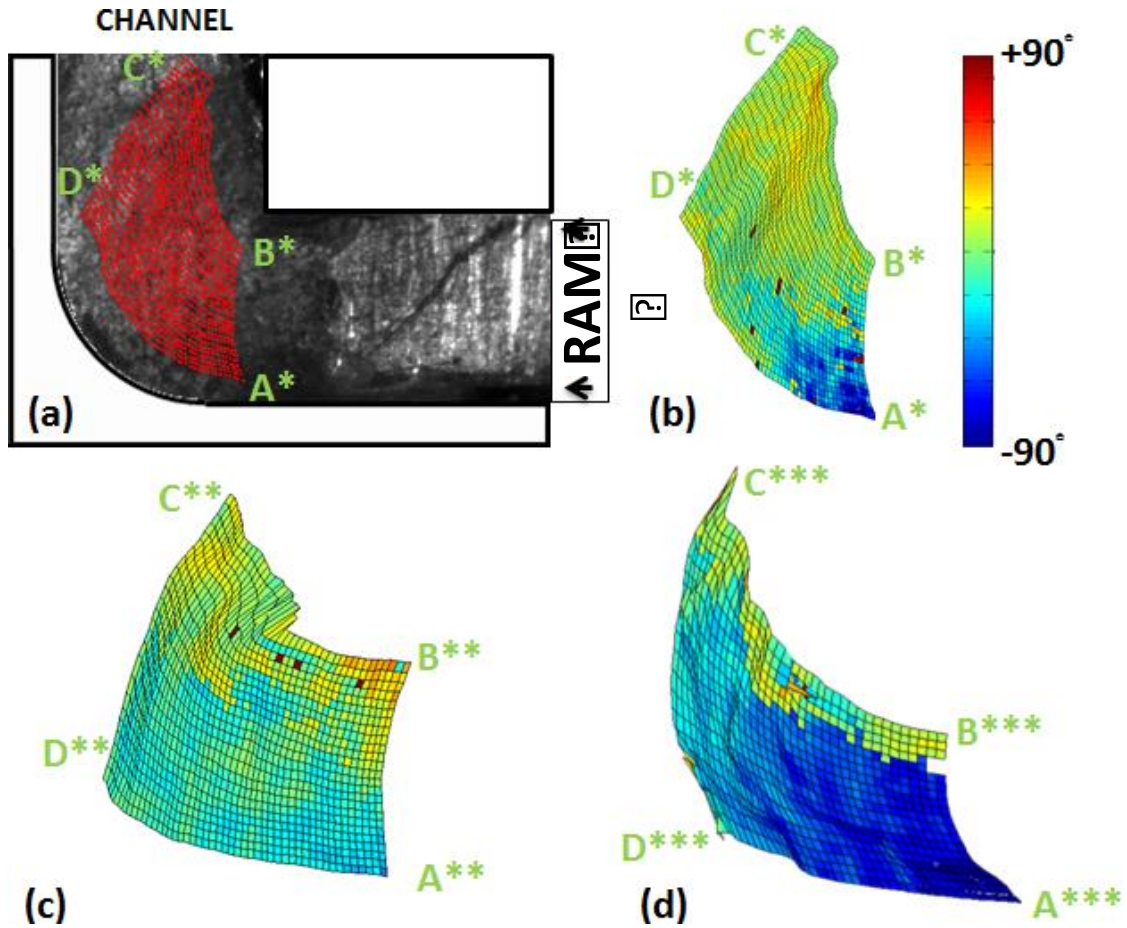 CHANNEL
C*
D*
B*
A*
RAM
(a)
C*
D*
B*
A*
+90°
-90°
(b)
C**
B**
D**
A**
(c)
C***
B***
D***
A***
(d)